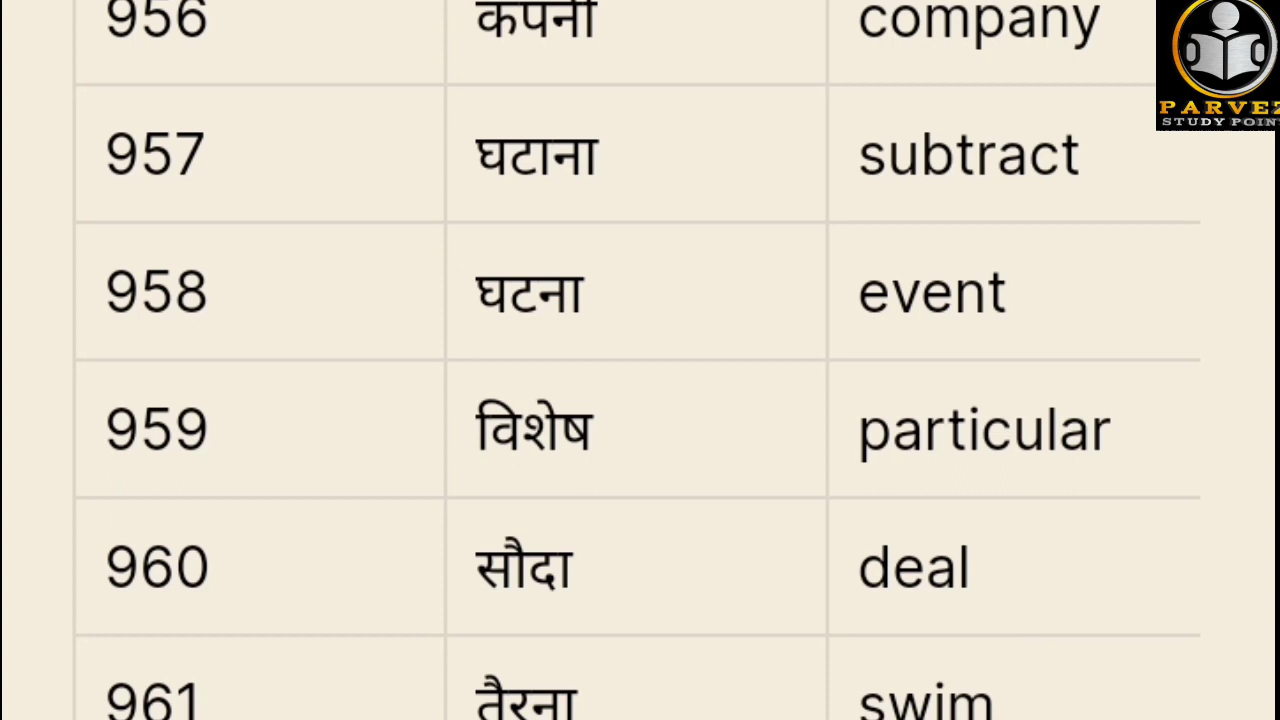 956 कंपनी company
957 घटाना subtract
958 घटना event
959 विशेष particular
960 सौदा deal
961 तैरना swim
PARVEZ
STUDY POINT